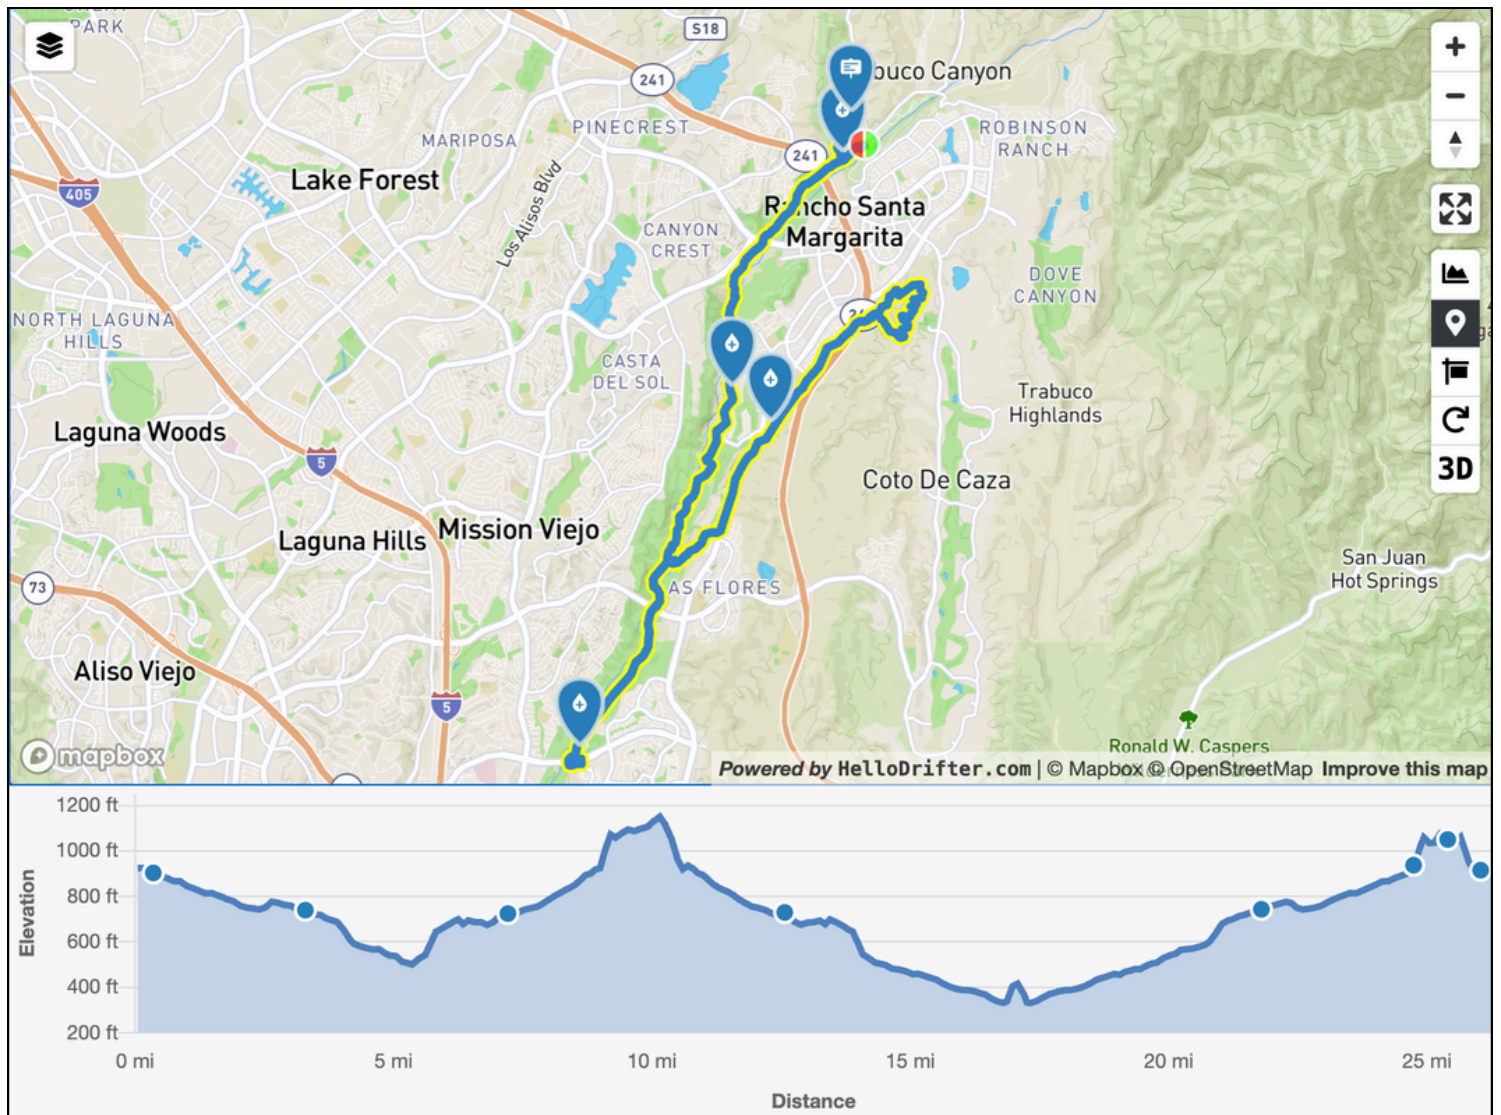 PARK
S18
241
buco Canyon
PINECREST
MARIPOSA
ROBINSON
RANCH
241
Lake Forest
405
Los Alisos Blvd
Rancho Santa
Margarita
CANYON
CREST
DOVE
CANYON
NORTH LAGUNA
HILLS
CASTA
DEL SOL
Trabuco
Highlands
Laguna Woods
5
3D
Coto De Caza
Mission Viejo
Laguna Hills
San Juan
Hot Springs
73
AS FLORES
Aliso Viejo
5
Ronald W. Caspers
mapbox
Powered by HelloDrifter.com | © Mapbox © OpenStreetMap Improve this map
1200 ft
1000 ft
800 ft
600 ft
400 ft
200 ft
Elevation
0 mi 5 mi 10 mi 15 mi 20 mi 25 mi
Distance